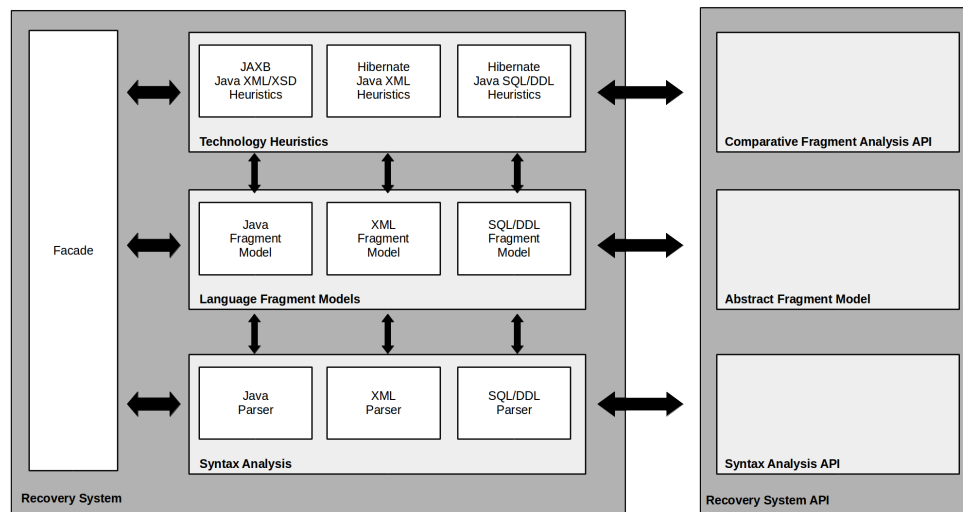 JAXB
Java XML/XSD
Heuristics
Hibernate
Java XML
Heuristics
Hibernate
Java SQL/DDL
Heuristics
Technology Heuristics
Comparative Fragment Analysis API
Facade
Java
Fragment
Model
XML
Fragment
Model
SQL/DDL
Fragment
Model
Language Fragment Models
Abstract Fragment Model
Java
Parser
XML
Parser
SQL/DDL
Parser
Syntax Analysis
Syntax Analysis API
Recovery System
Recovery System API